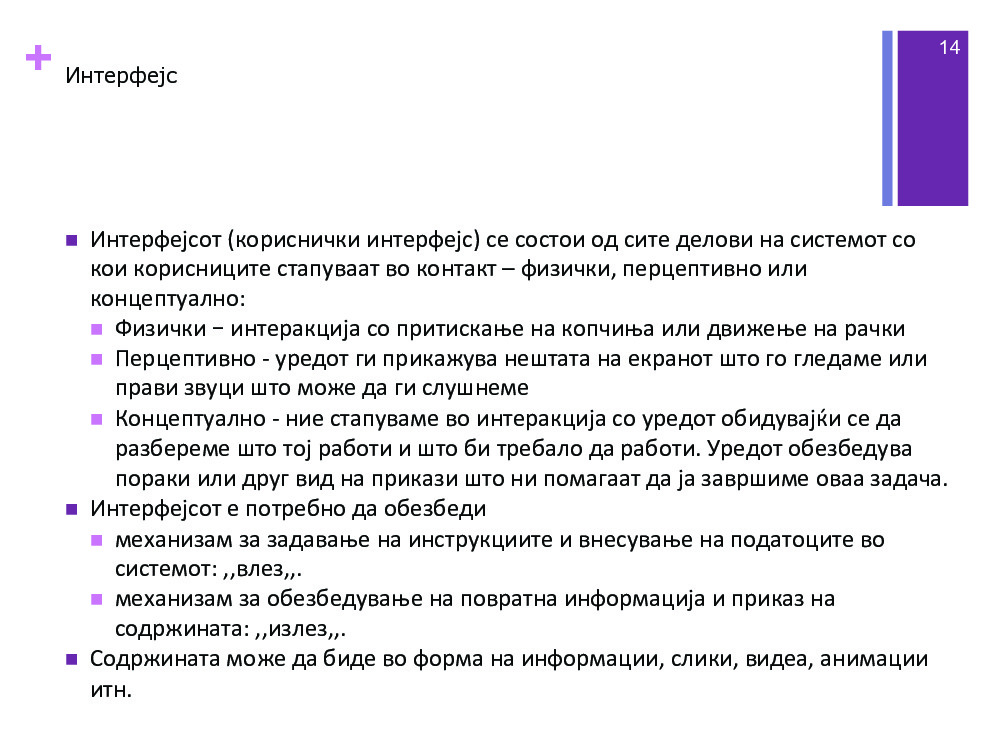 14
Интерфејс
Интерфејсот (кориснички интерфејс) се состои од сите делови на системот со
кои корисниците стапуваат во контакт – физички, перцептивно или
концептуално:
Физички − интеракција со притискање на копчиња или движење на рачки
Перцептивно - уредот ги прикажува нештата на екранот што го гледаме или
прави звуци што може да ги слушнеме
Концептуално - ние стапуваме во интеракција со уредот обидувајќи се да
разбереме што тој работи и што би требало да работи. Уредот обезбедува
пораки или друг вид на прикази што ни помагаат да ја завршиме оваа задача.
Интерфејсот е потребно да обезбеди
механизам за задавање на инструкциите и внесување на податоците во
системот: ,,влез,,.
механизам за обезбедување на повратна информација и приказ на
содржината: ,,излез,,.
Содржината може да биде во форма на информации, слики, видеа, анимации
итн.